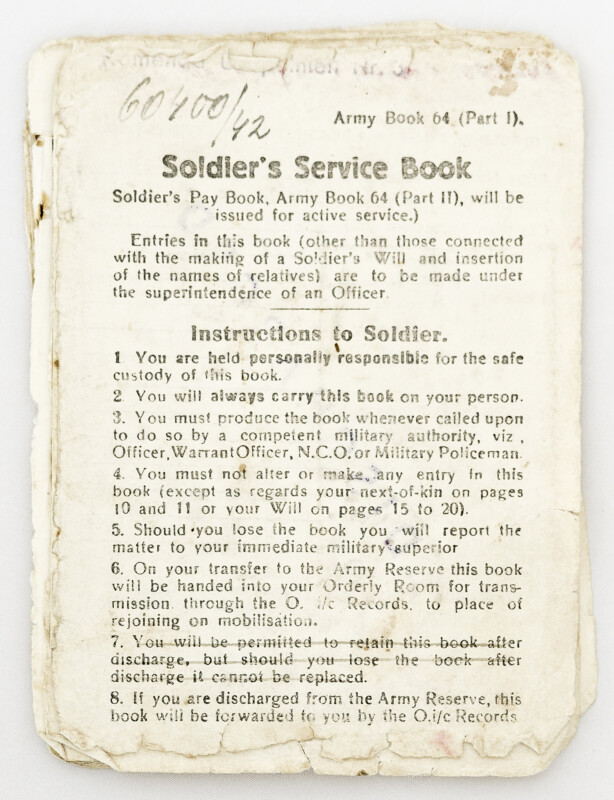 60400/42
Army Book 64 (Part I).
Soldier's Service Book
Soldier's Pay Book, Army Book 64 (Part II), will be
issued for active service.)
Entries in this book (other than those connected
with the making of a Soldier's Will and insertion
of the names of relatives) are to be made under
the superintendence of an Officer
Instructions to Soldier.
1 You are held personally responsible for the safe
custody of this book.
2. You will always carry this book on your person.
3. You must produce the book whenever called upon
to do so by a competent military authority, viz,
Officer,WarrantOfficer, N.C.O. or Military Policeman.
4. You must not alter or make any entry in this
book (except as regards your next-of-kin on pages
10 and 11 or your Will on pages 15 to 20).
5. Should you lose the book you will report the
matter to your immediate military superior
6. On your transfer to the Army Reserve this book
will be handed into your Orderly Room for trans-
mission through the O. i/c Records, to place of
rejoining on mobilisation.
7. You will be permitted to retain this book after
discharge, but should you lose the book after
discharge it cannot be replaced.
8. If you are discharged from the Army Reserve, this
book will be forwarded to you by the O.i/c Records